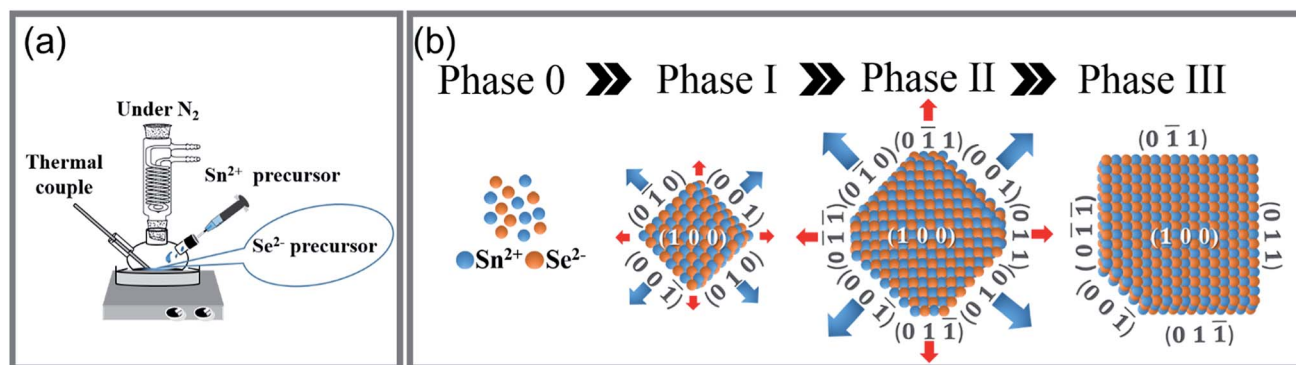 (a)
Under N₂
Thermal
couple
Sn²⁺ precursor
Se²⁻ precursor
(b)
Phase 0 >>> Phase I >>> Phase II >>> Phase III
Sn²⁺ Se²⁻
(0 1̅ 0)
(0 0 1)
(1 0 0)
(0 0 1̅)
(0 1 0)
(0 1̅ 1)
(0 1̅ 0)
(0 0 1)
(0 1̅ 1̅)
(1 0 0)
(0 1 1)
(0 0 1̅)
(0 1 0)
(0 1 1̅)
(0 1̅ 1)
(0 1̅ 1̅)
(1 0 0)
(0 1 1)
(0 0 1̅)
(0 1 1̅)